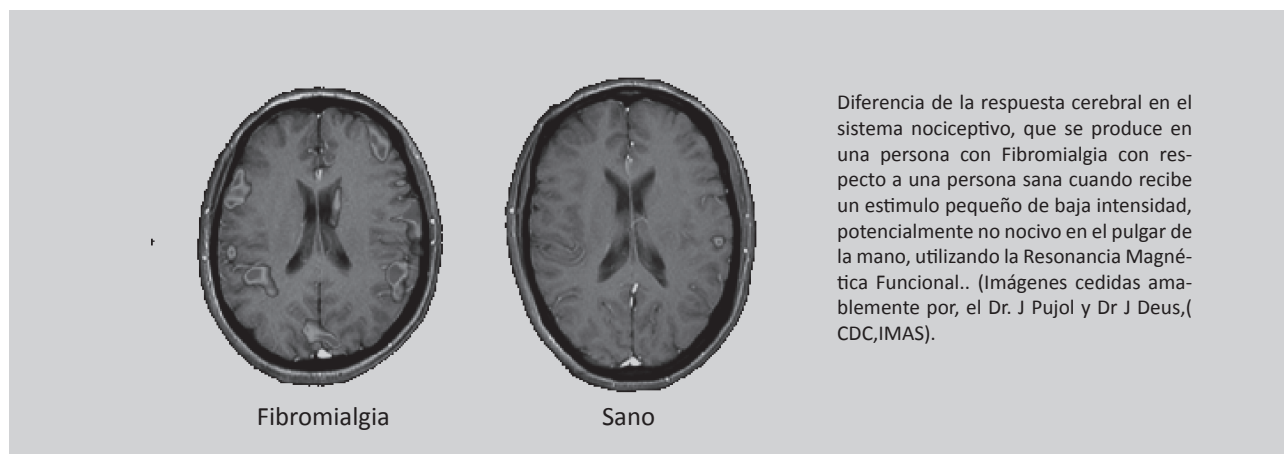 Diferencia de la respuesta cerebral en el
sistema nociceptivo, que se produce en
una persona con Fibromialgia con res-
pecto a una persona sana cuando recibe
un estimulo pequeño de baja intensidad,
potencialmente no nocivo en el pulgar de
la mano, utilizando la Resonancia Magné-
tica Funcional.. (Imágenes cedidas ama-
blemente por, el Dr. J Pujol y Dr J Deus,(
CDC,IMAS).
Fibromialgia
Sano